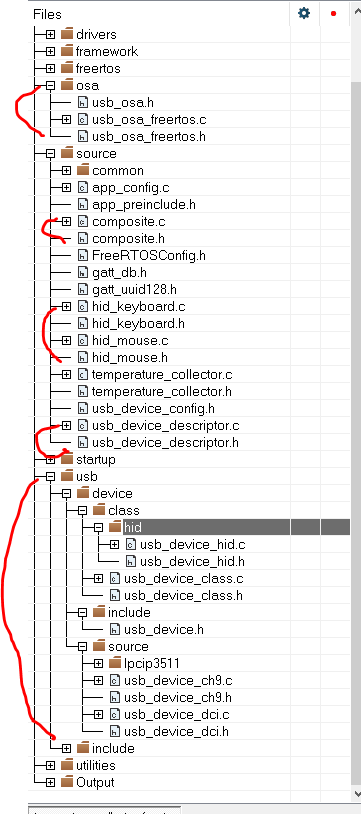 Files
drivers
framework
freertos
osa
usb_osa.h
usb_osa_freertos.c
usb_osa_freertos.h
source
common
app_config.c
app_preinclude.h
composite.c
composite.h
FreeRTOSConfig.h
gatt_db.h
gatt_uuid128.h
hid_keyboard.c
hid_keyboard.h
hid_mouse.c
hid_mouse.h
temperature_collector.c
temperature_collector.h
usb_device_config.h
usb_device_descriptor.c
usb_device_descriptor.h
startup
usb
device
class
hid
usb_device_hid.c
usb_device_hid.h
usb_device_class.c
usb_device_class.h
include
usb_device.h
source
lpcip3511
usb_device_ch9.c
usb_device_ch9.h
usb_device_dci.c
usb_device_dci.h
include
utilities
Output